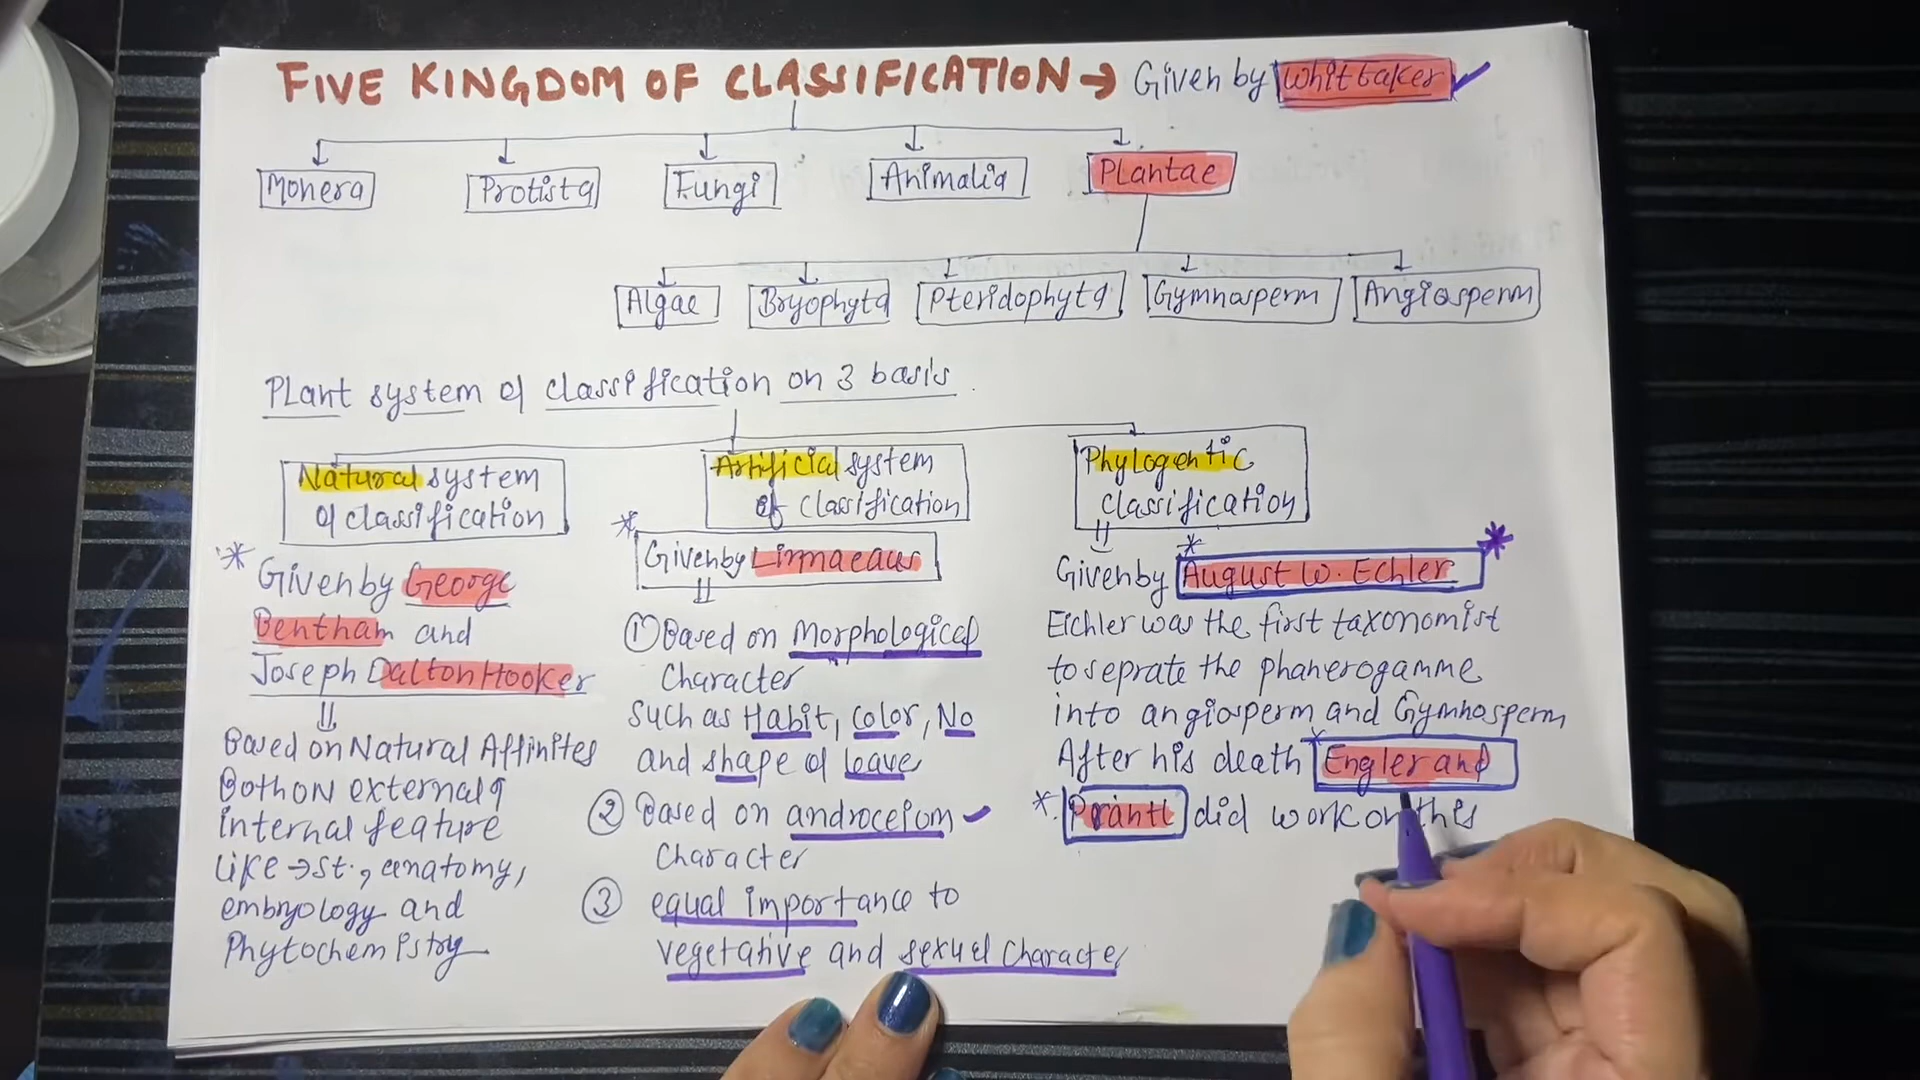 FIVE KINGDOM OF CLASSIFICATION → Given by Whittaker
Monera Protista Fungi Animalia Plantae
Algae Bryophyta Pteridophyta Gymnosperm Angiosperm
Plant system of classification on 3 basis
Natural system
of classification
* Given by George
Bentham and
Joseph Dalton Hooker
Based on Natural Affinites
Both on external &
internal feature
Like → st., anatomy,
embryology and
Phytochemistry
Artificial system
of classification
* Given by Linnaeaus
① Based on Morphological
Character
Such as Habit, color, No
and shape of leave
② Based on androceiom
Character
③ equal importance to
vegetative and sexual Character
Phylogentic
classification
Given by August W. Echler *
Eichler was the first taxonomist
to seprate the phanerogamme
into angiosperm and Gymnosperm
After his death * Engler and
* Prantl did work on this